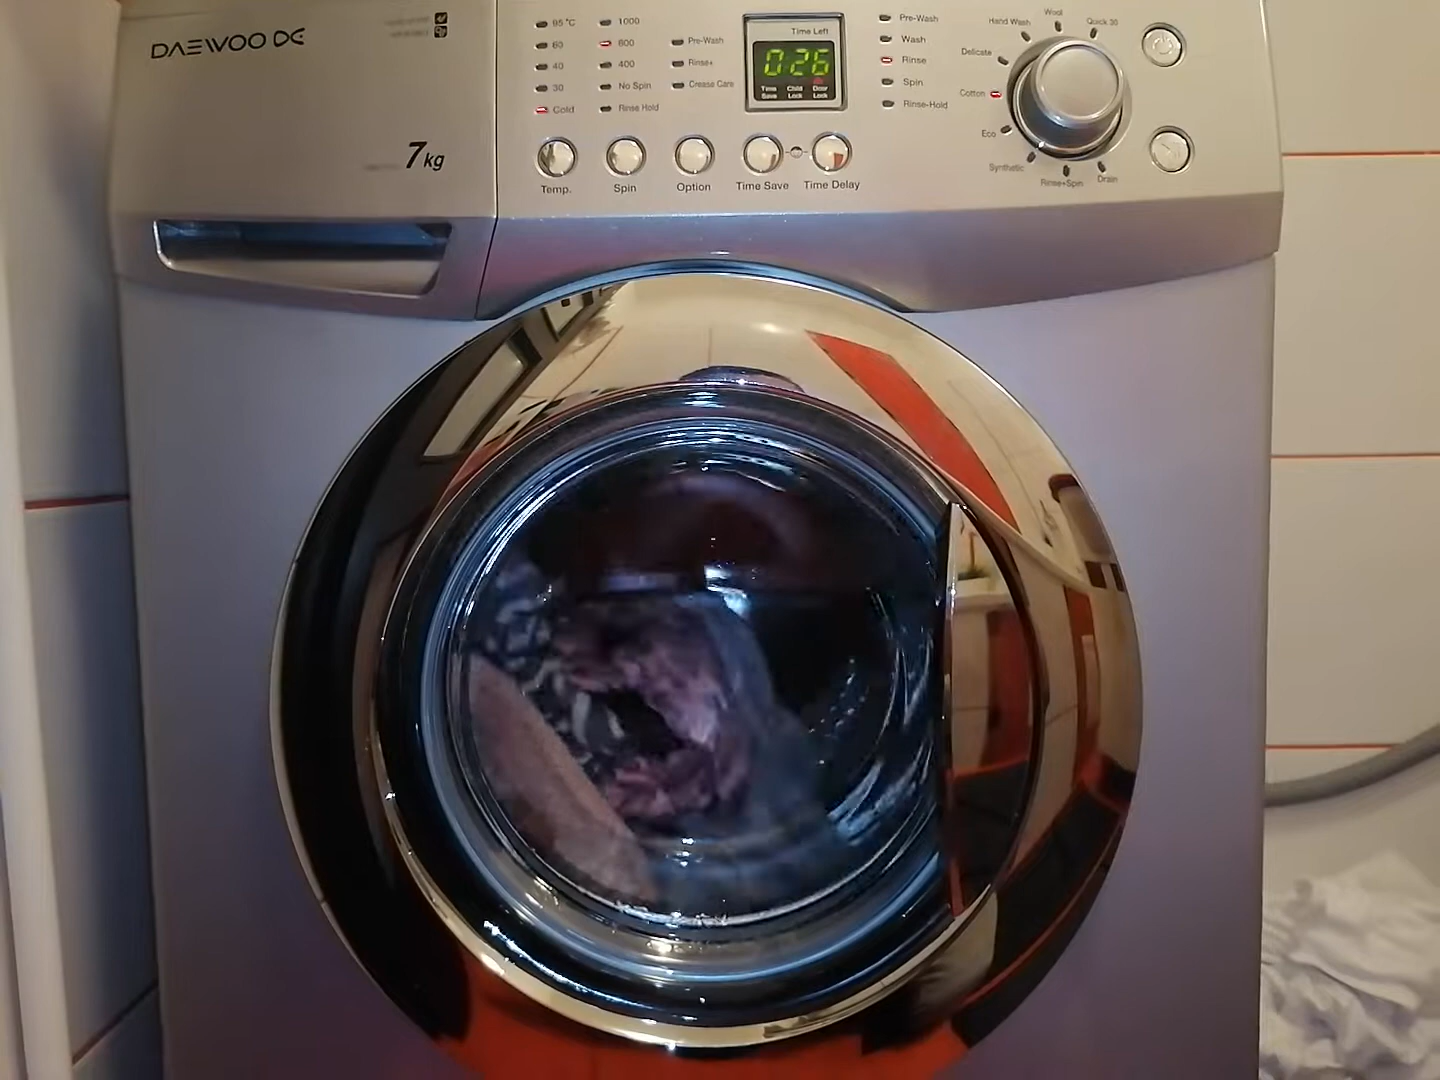 DAEWOO DE
7kg
95°C
60
40
30
Cold
1000
800
400
No Spin
Rinse Hold
Pre-Wash
Rinse+
Crease Care
Time Left
0:26
Time Save
Child Lock
Door Lock
Pre-Wash
Wash
Rinse
Spin
Rinse-Hold
Wool
Hand Wash
Quick 30
Delicate
Cotton
Eco
Synthetic
Rinse+Spin
Drain
Temp.
Spin
Option
Time Save
Time Delay